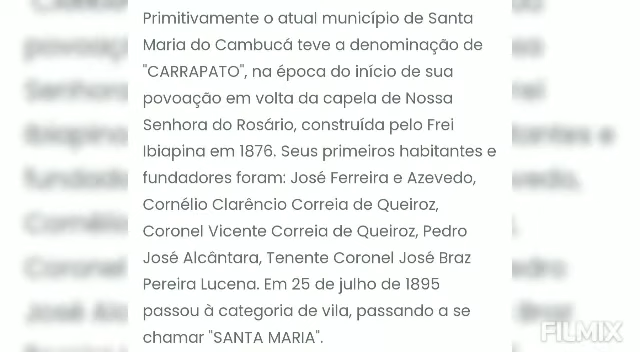 Primitivamente o atual município de Santa
Maria do Cambucá teve a denominação de
"CARRAPATO", na época do início de sua
povoação em volta da capela de Nossa
Senhora do Rosário, construída pelo Frei
Ibiapina em 1876. Seus primeiros habitantes e
fundadores foram: José Ferreira e Azevedo,
Cornélio Clarêncio Correia de Queiroz,
Coronel Vicente Correia de Queiroz, Pedro
José Alcântara, Tenente Coronel José Braz
Pereira Lucena. Em 25 de julho de 1895
passou à categoria de vila, passando a se
chamar "SANTA MARIA".
FILMIX